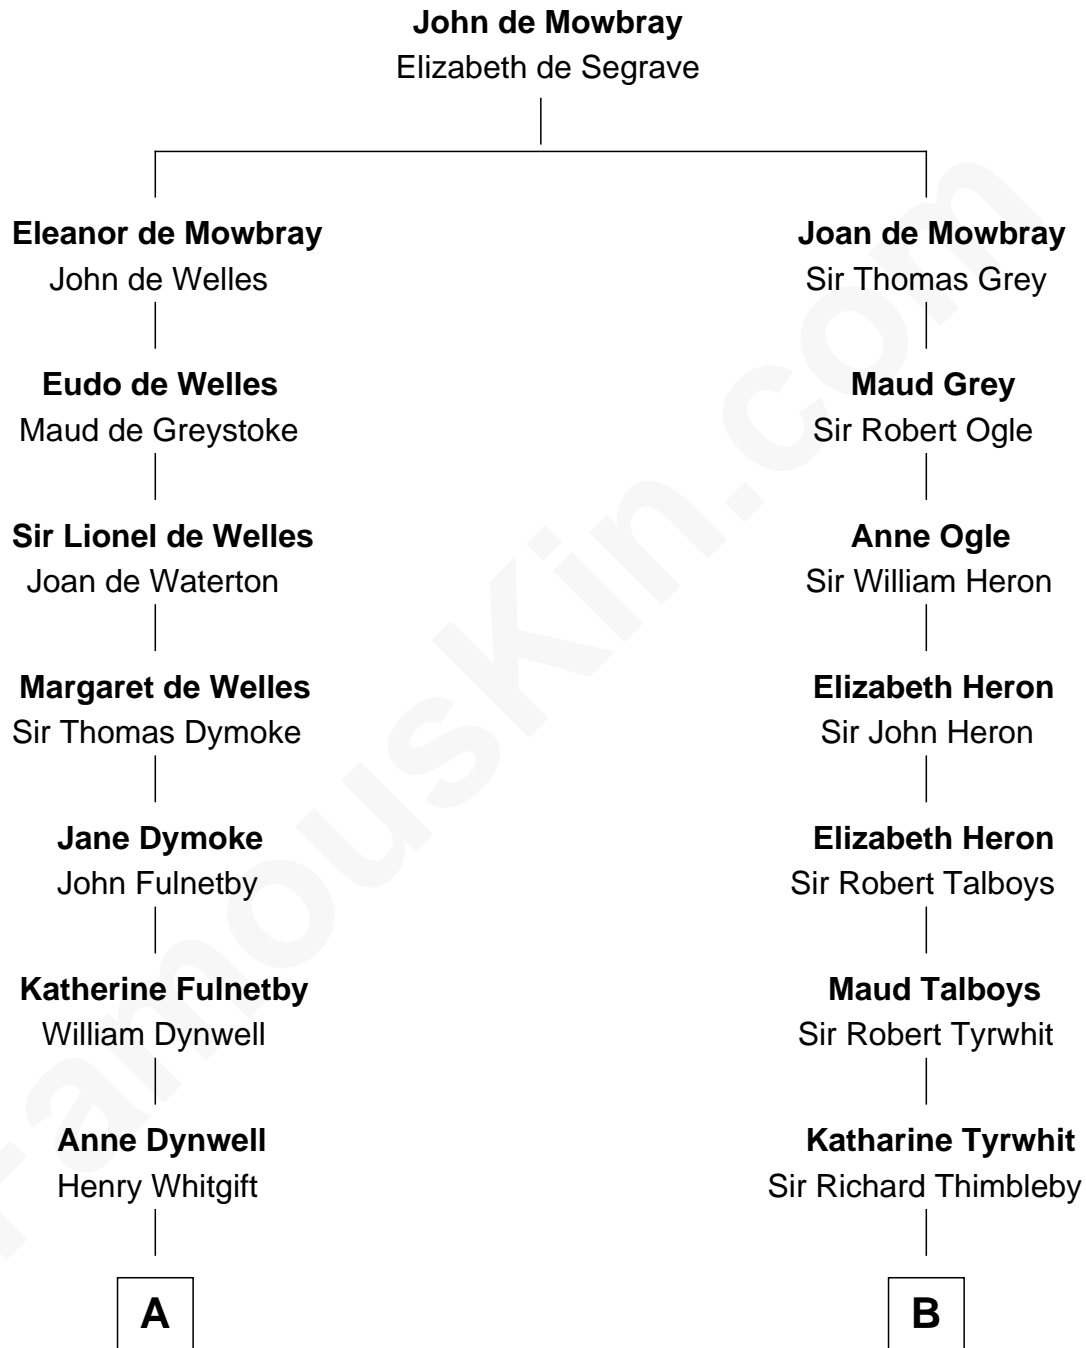 John de Mowbray
Elizabeth de Segrave
Eleanor de Mowbray
John de Welles
Joan de Mowbray
Sir Thomas Grey
Eudo de Welles
Maud de Greystoke
Maud Grey
Sir Robert Ogle
Sir Lionel de Welles
Joan de Waterton
Anne Ogle
Sir William Heron
Margaret de Welles
Sir Thomas Dymoke
Elizabeth Heron
Sir John Heron
Jane Dymoke
John Fulnetby
Elizabeth Heron
Sir Robert Talboys
Katherine Fulnetby
William Dynwell
Maud Talboys
Sir Robert Tyrwhit
Anne Dynwell
Henry Whitgift
Katharine Tyrwhit
Sir Richard Thimbleby
A
B
FamousKin.com